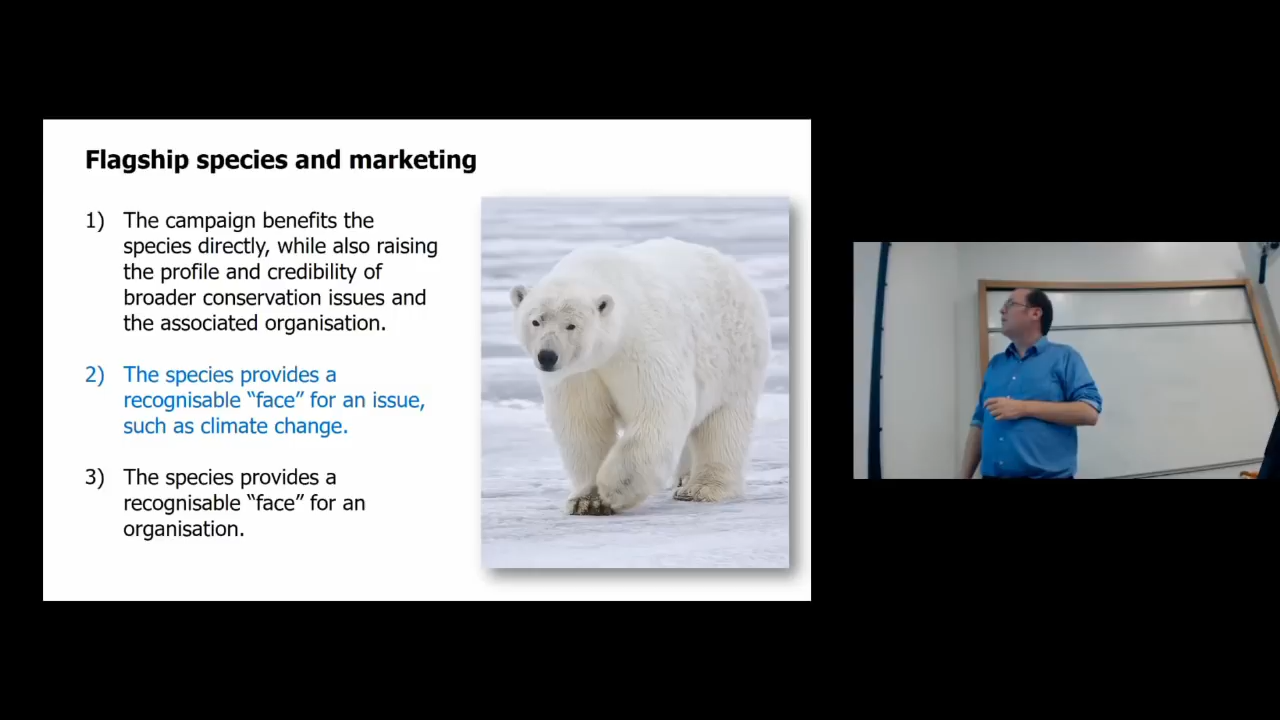 Flagship species and marketing
1) The campaign benefits the
species directly, while also raising
the profile and credibility of
broader conservation issues and
the associated organisation.
2) The species provides a
recognisable “face” for an issue,
such as climate change.
3) The species provides a
recognisable “face” for an
organisation.